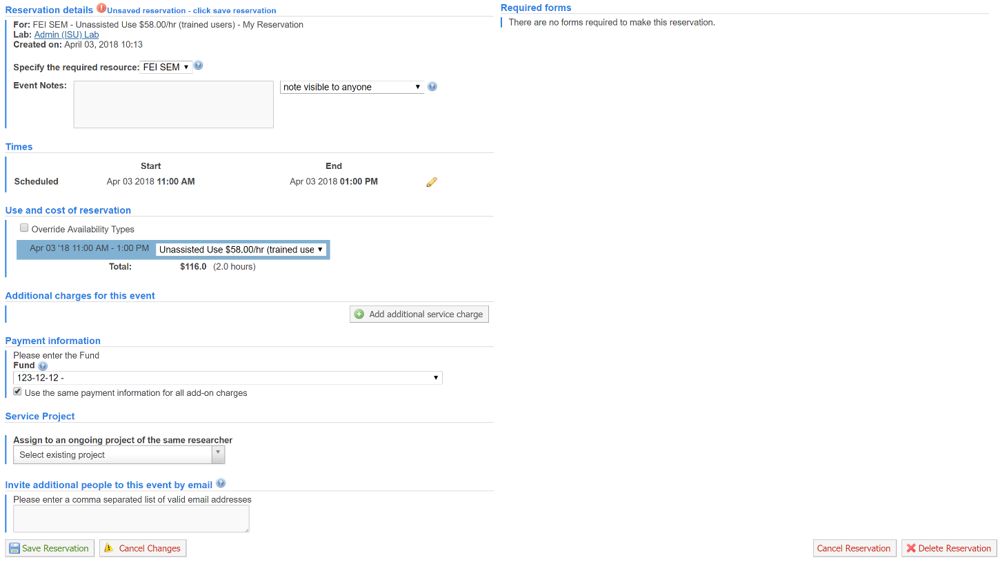 Reservation details Unsaved reservation - click save reservation
For: FEI SEM - Unassisted Use $58.00/hr (trained users) - My Reservation
Lab: Admin (ISU) Lab
Created on: April 03, 2018 10:13
Specify the required resource: FEI SEM
Event Notes: note visible to anyone
Times
Start End
Scheduled Apr 03 2018 11:00 AM Apr 03 2018 01:00 PM
Use and cost of reservation
Override Availability Types
Apr 03 '18 11:00 AM - 1:00 PM Unassisted Use $58.00/hr (trained use
Total: $116.0 (2.0 hours)
Additional charges for this event
Add additional service charge
Payment information
Please enter the Fund
Fund
123-12-12 -
Use the same payment information for all add-on charges
Service Project
Assign to an ongoing project of the same researcher
Select existing project
Invite additional people to this event by email
Please enter a comma separated list of valid email addresses
Save Reservation Cancel Changes
Required forms
There are no forms required to make this reservation.
Cancel Reservation Delete Reservation